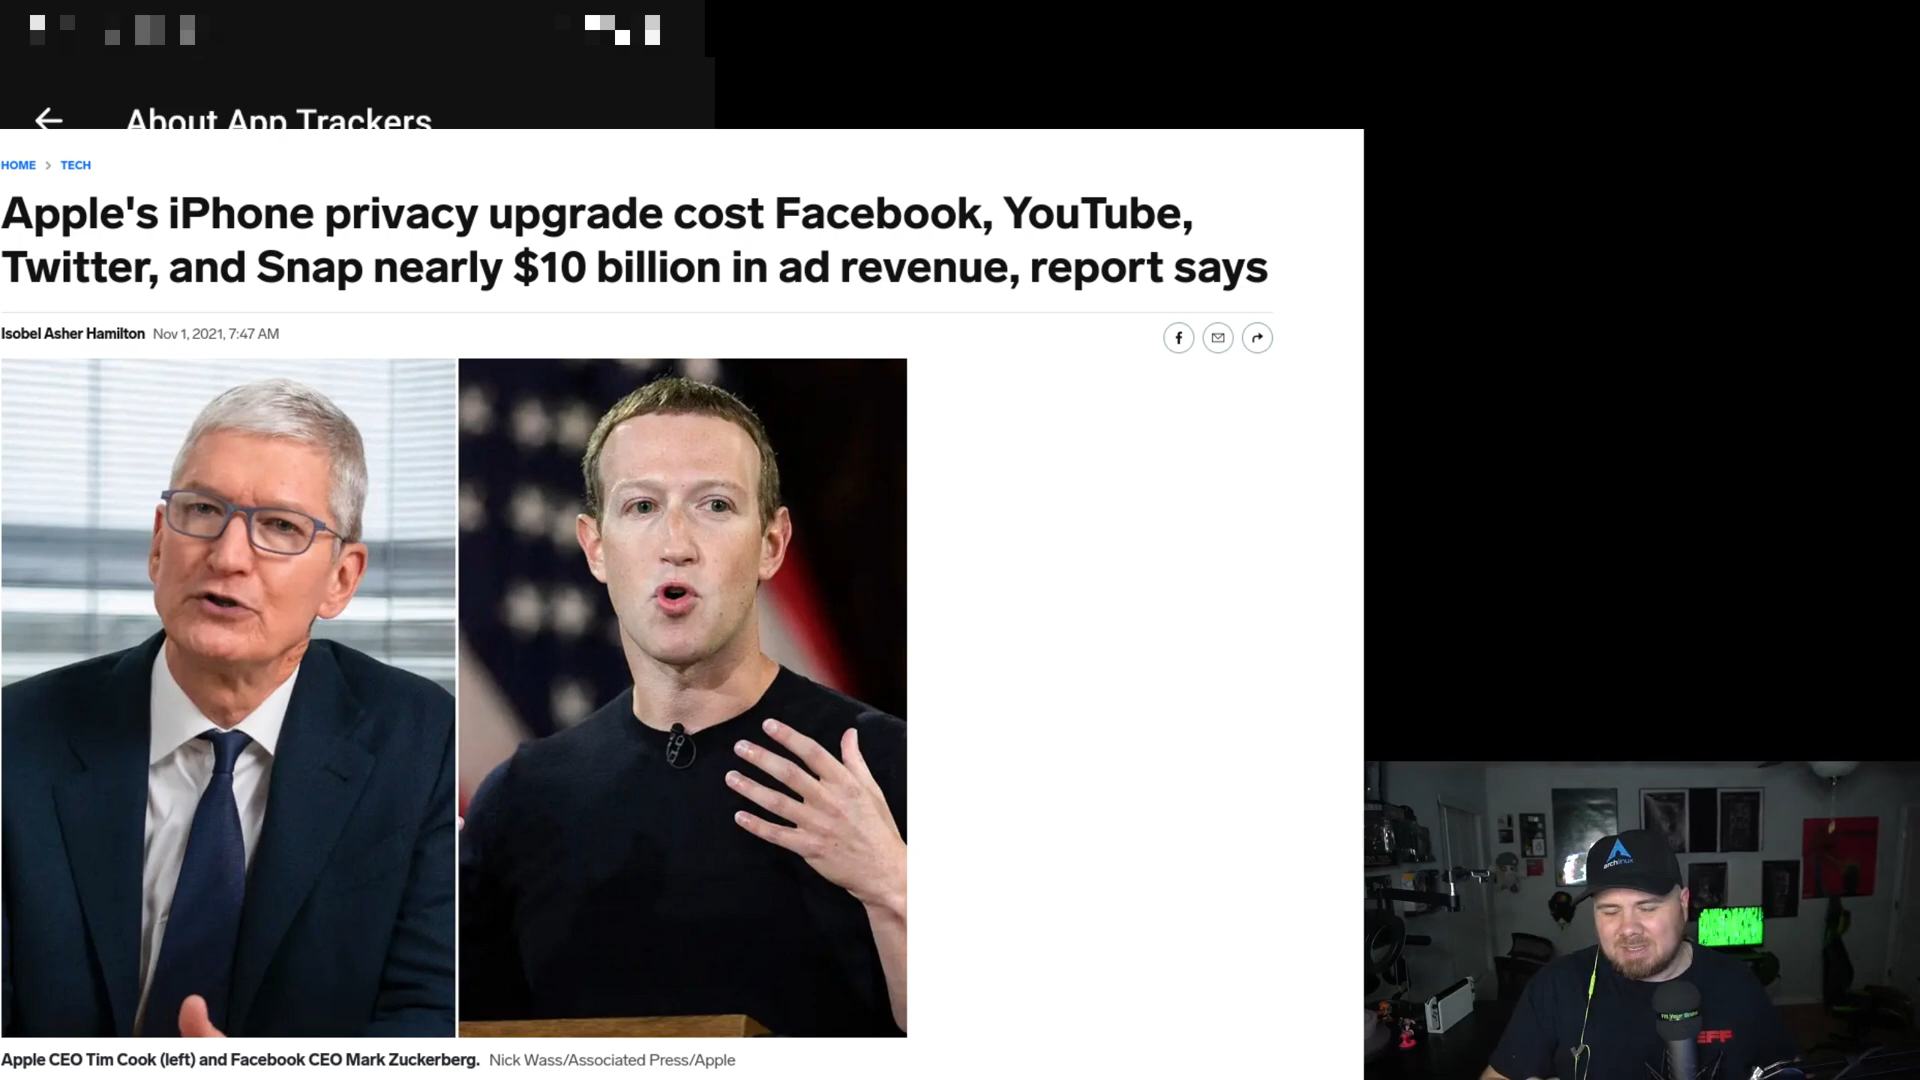 About App Trackers
HOME > TECH
Apple's iPhone privacy upgrade cost Facebook, YouTube,
Twitter, and Snap nearly $10 billion in ad revenue, report says
Isobel Asher Hamilton Nov 1, 2021, 7:47 AM
Apple CEO Tim Cook (left) and Facebook CEO Mark Zuckerberg. Nick Wass/Associated Press/Apple
archlinux
EFF